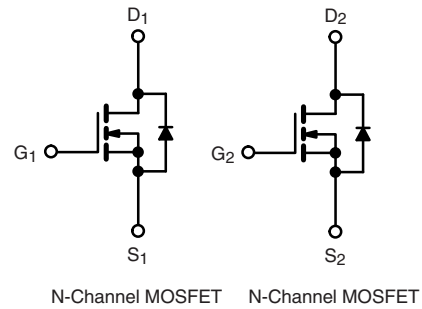 D1 D2
G1 G2
S1 S2
N-Channel MOSFET N-Channel MOSFET